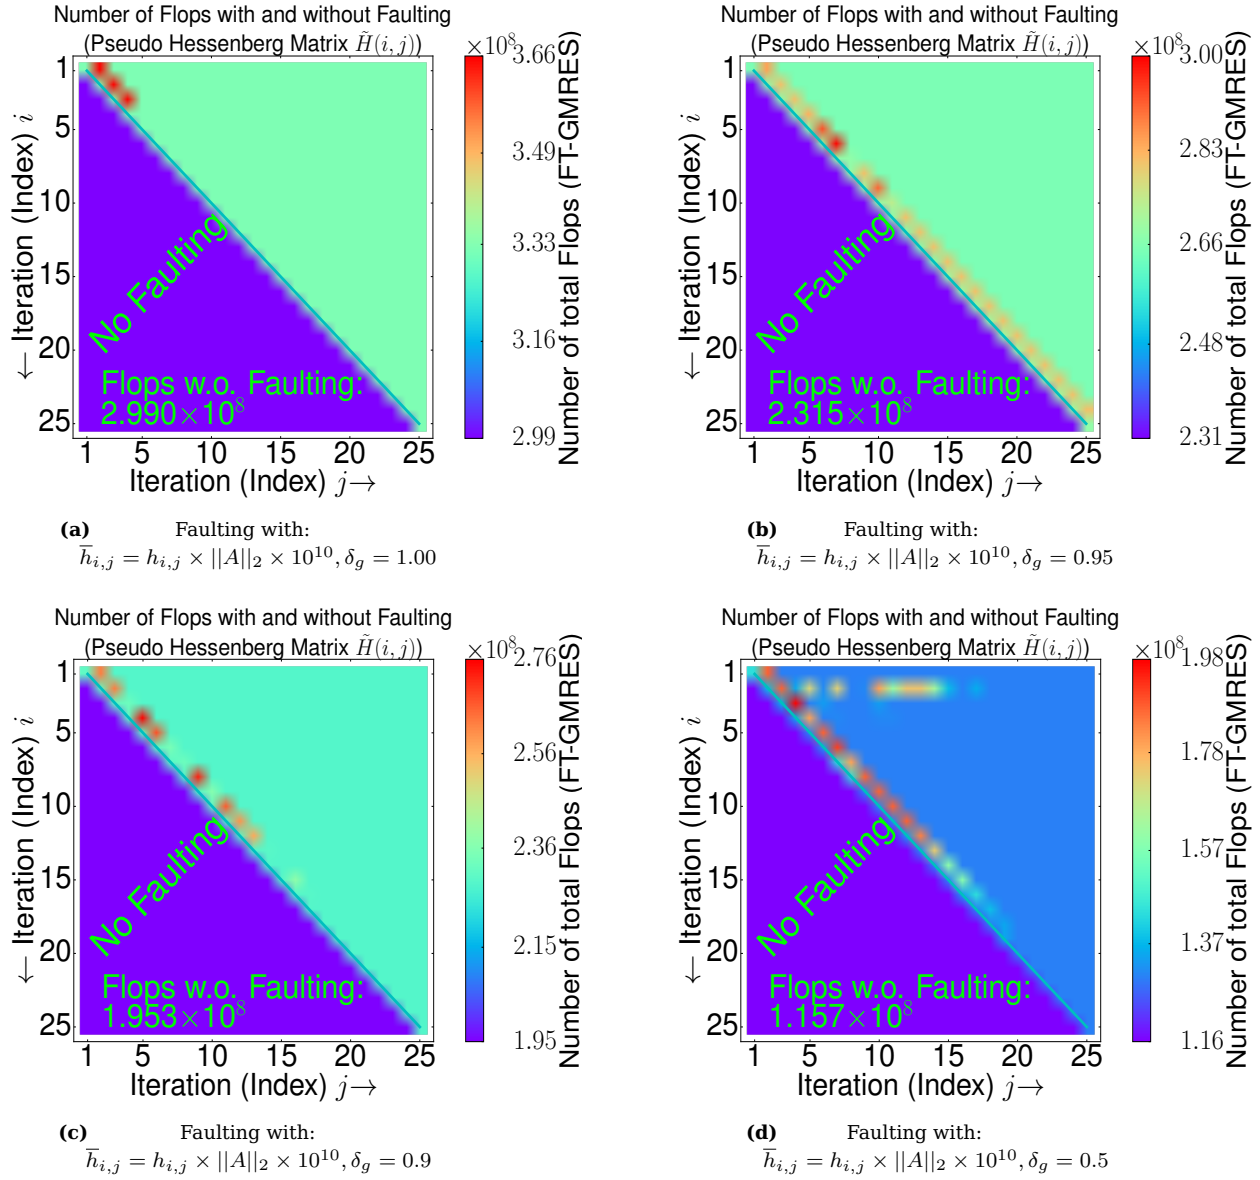 Number of Flops with and without Faulting
(Pseudo Hessenberg Matrix H̃(i, j))
×10⁸
3.66
3.49
3.33
3.16
2.99
Number of total Flops (FT-GMRES)
← Iteration (Index) i
1
5
10
15
20
25
No Faulting
Flops w.o. Faulting:
2.990×10⁸
1 5 10 15 20 25
Iteration (Index) j→
(a) Faulting with:
h̅ᵢ,ⱼ = hᵢ,ⱼ × ||A||₂ × 10¹⁰, δg = 1.00
Number of Flops with and without Faulting
(Pseudo Hessenberg Matrix H̃(i, j))
×10⁸
3.00
2.83
2.66
2.48
2.31
Number of total Flops (FT-GMRES)
← Iteration (Index) i
1
5
10
15
20
25
No Faulting
Flops w.o. Faulting:
2.315×10⁸
1 5 10 15 20 25
Iteration (Index) j→
(b) Faulting with:
h̅ᵢ,ⱼ = hᵢ,ⱼ × ||A||₂ × 10¹⁰, δg = 0.95
Number of Flops with and without Faulting
(Pseudo Hessenberg Matrix H̃(i, j))
×10⁸
2.76
2.56
2.36
2.15
1.95
Number of total Flops (FT-GMRES)
← Iteration (Index) i
1
5
10
15
20
25
No Faulting
Flops w.o. Faulting:
1.953×10⁸
1 5 10 15 20 25
Iteration (Index) j→
(c) Faulting with:
h̅ᵢ,ⱼ = hᵢ,ⱼ × ||A||₂ × 10¹⁰, δg = 0.9
Number of Flops with and without Faulting
(Pseudo Hessenberg Matrix H̃(i, j))
×10⁸
1.98
1.78
1.57
1.37
1.16
Number of total Flops (FT-GMRES)
← Iteration (Index) i
1
5
10
15
20
25
No Faulting
Flops w.o. Faulting:
1.157×10⁸
1 5 10 15 20 25
Iteration (Index) j→
(d) Faulting with:
h̅ᵢ,ⱼ = hᵢ,ⱼ × ||A||₂ × 10¹⁰, δg = 0.5